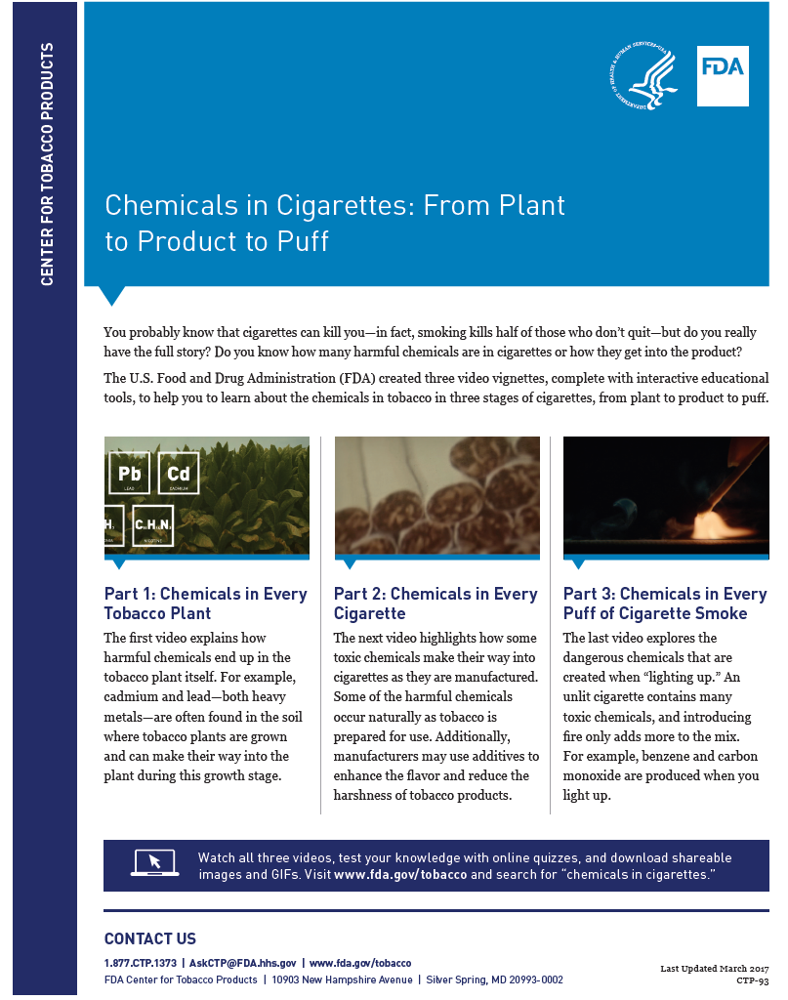 CENTER FOR TOBACCO PRODUCTS
DEPARTMENT OF HEALTH & HUMAN SERVICES • USA
FDA
Chemicals in Cigarettes: From Plant
to Product to Puff
You probably know that cigarettes can kill you—in fact, smoking kills half of those who don’t quit—but do you really
have the full story? Do you know how many harmful chemicals are in cigarettes or how they get into the product?
The U.S. Food and Drug Administration (FDA) created three video vignettes, complete with interactive educational
tools, to help you to learn about the chemicals in tobacco in three stages of cigarettes, from plant to product to puff.
Pb
LEAD
Cd
CADMIUM
H₃
NIA
C₁₀H₁₄N₂
NICOTINE
Part 1: Chemicals in Every
Tobacco Plant
The first video explains how
harmful chemicals end up in the
tobacco plant itself. For example,
cadmium and lead—both heavy
metals—are often found in the soil
where tobacco plants are grown
and can make their way into the
plant during this growth stage.
Part 2: Chemicals in Every
Cigarette
The next video highlights how some
toxic chemicals make their way into
cigarettes as they are manufactured.
Some of the harmful chemicals
occur naturally as tobacco is
prepared for use. Additionally,
manufacturers may use additives to
enhance the flavor and reduce the
harshness of tobacco products.
Part 3: Chemicals in Every
Puff of Cigarette Smoke
The last video explores the
dangerous chemicals that are
created when “lighting up.” An
unlit cigarette contains many
toxic chemicals, and introducing
fire only adds more to the mix.
For example, benzene and carbon
monoxide are produced when you
light up.
Watch all three videos, test your knowledge with online quizzes, and download shareable
images and GIFs. Visit www.fda.gov/tobacco and search for “chemicals in cigarettes.”
CONTACT US
1.877.CTP.1373 | AskCTP@FDA.hhs.gov | www.fda.gov/tobacco
FDA Center for Tobacco Products | 10903 New Hampshire Avenue | Silver Spring, MD 20993-0002
Last Updated March 2017
CTP-93